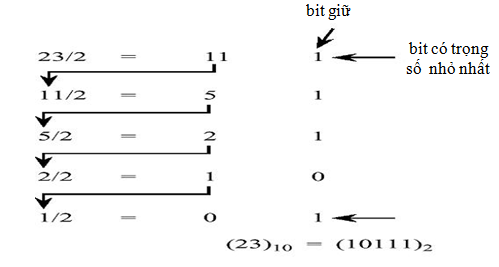 bit giữ
23/2 = 11 1 bit có trọng
số nhỏ nhất
11/2 = 5 1
5/2 = 2 1
2/2 = 1 0
1/2 = 0 1
(23)₁₀ = (10111)₂